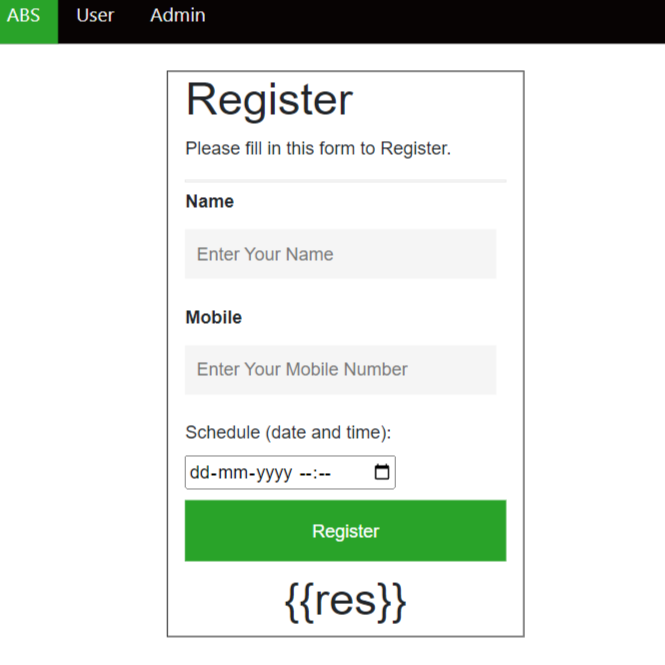 ABS User Admin
Register
Please fill in this form to Register.
Name
Enter Your Name
Mobile
Enter Your Mobile Number
Schedule (date and time):
dd-mm-yyyy --:--
Register
{{res}}